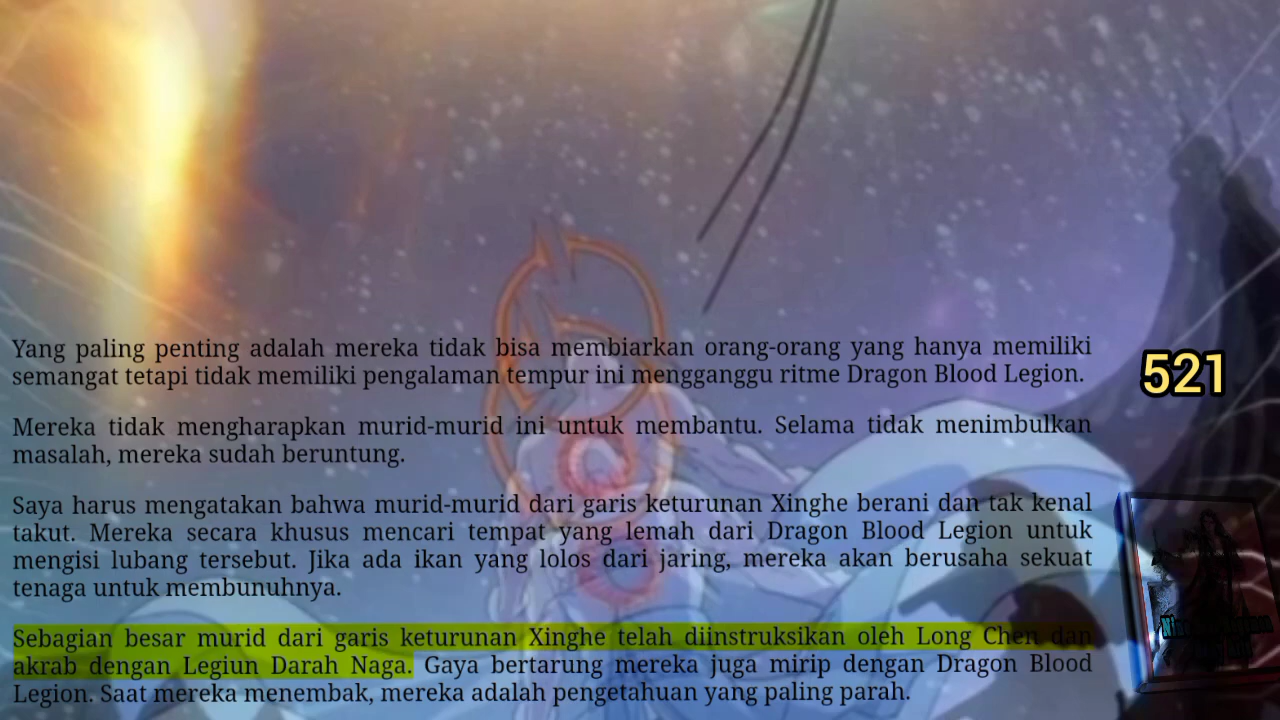 Yang paling penting adalah mereka tidak bisa membiarkan orang-orang yang hanya memiliki
semangat tetapi tidak memiliki pengalaman tempur ini mengganggu ritme Dragon Blood Legion.
521
Mereka tidak mengharapkan murid-murid ini untuk membantu. Selama tidak menimbulkan
masalah, mereka sudah beruntung.
Saya harus mengatakan bahwa murid-murid dari garis keturunan Xinghe berani dan tak kenal
takut. Mereka secara khusus mencari tempat yang lemah dari Dragon Blood Legion untuk
mengisi lubang tersebut. Jika ada ikan yang lolos dari jaring, mereka akan berusaha sekuat
tenaga untuk membunuhnya.
Sebagian besar murid dari garis keturunan Xinghe telah diinstruksikan oleh Long Chen dan
akrab dengan Legiun Darah Naga. Gaya bertarung mereka juga mirip dengan Dragon Blood
Legion. Saat mereka menembak, mereka adalah pengetahuan yang paling parah.